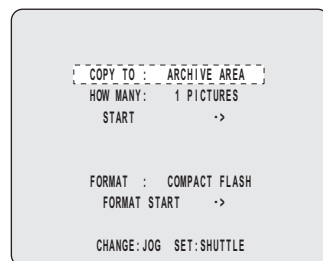 COPY TO : ARCHIVE AREA
HOW MANY: 1 PICTURES
START ->
FORMAT : COMPACT FLASH
FORMAT START ->
CHANGE:JOG SET:SHUTTLE